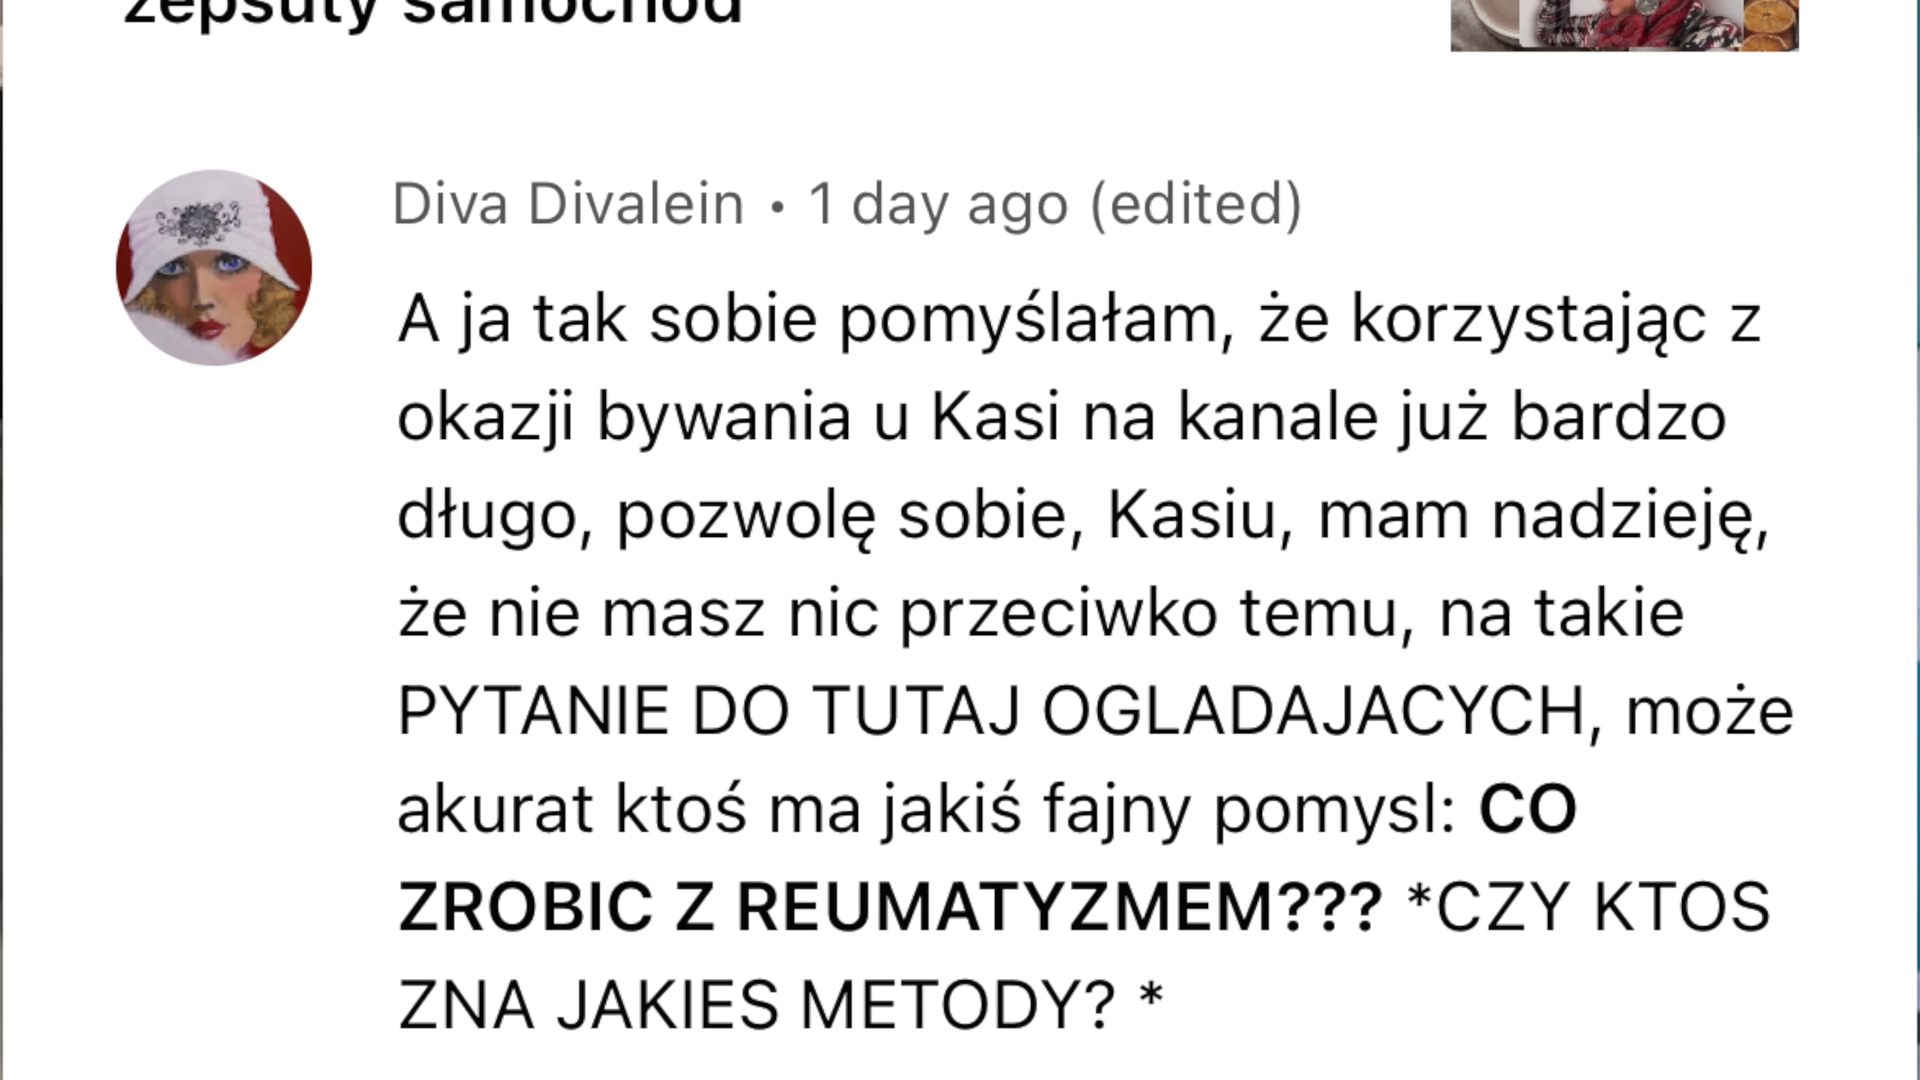 zepsuty samochód
Diva Divalein • 1 day ago (edited)
A ja tak sobie pomyślałam, że korzystając z
okazji bywania u Kasi na kanale już bardzo
długo, pozwolę sobie, Kasiu, mam nadzieję,
że nie masz nic przeciwko temu, na takie
PYTANIE DO TUTAJ OGLADAJACYCH, może
akurat ktoś ma jakiś fajny pomysl: CO
ZROBIC Z REUMATYZMEM??? *CZY KTOS
ZNA JAKIES METODY? *